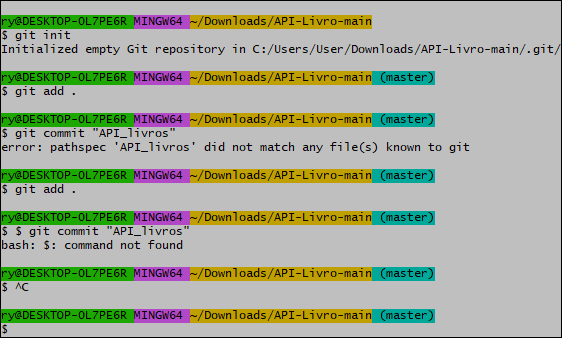 ry@DESKTOP-OL7PE6R MINGW64 ~/Downloads/API-Livro-main
$ git init
Initialized empty Git repository in C:/Users/User/Downloads/API-Livro-main/.git/
ry@DESKTOP-OL7PE6R MINGW64 ~/Downloads/API-Livro-main (master)
$ git add .
ry@DESKTOP-OL7PE6R MINGW64 ~/Downloads/API-Livro-main (master)
$ git commit "API_livros"
error: pathspec 'API_livros' did not match any file(s) known to git
ry@DESKTOP-OL7PE6R MINGW64 ~/Downloads/API-Livro-main (master)
$ git add .
ry@DESKTOP-OL7PE6R MINGW64 ~/Downloads/API-Livro-main (master)
$ $ git commit "API_livros"
bash: $: command not found
ry@DESKTOP-OL7PE6R MINGW64 ~/Downloads/API-Livro-main (master)
$ ^C
ry@DESKTOP-OL7PE6R MINGW64 ~/Downloads/API-Livro-main (master)
$